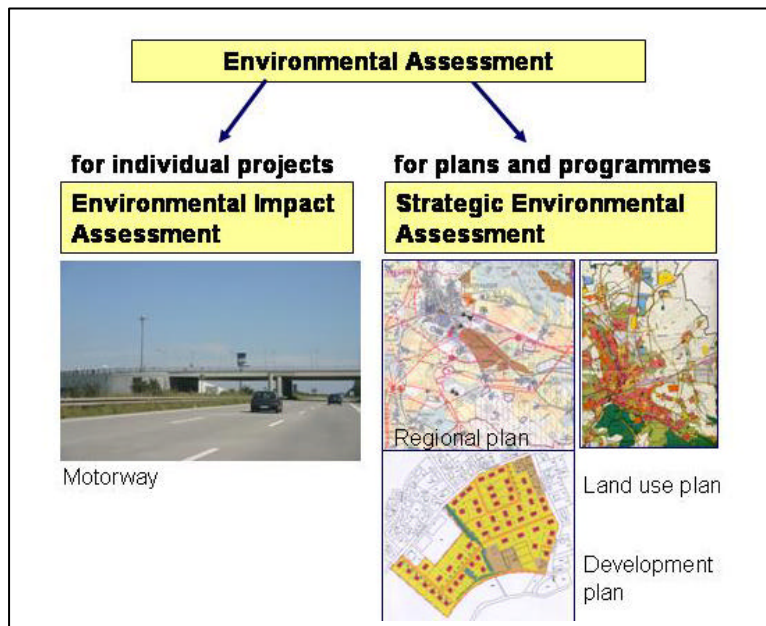 Environmental Assessment
for individual projects
Environmental Impact
Assessment
Motorway
for plans and programmes
Strategic Environmental
Assessment
Regional plan
Land use plan
Development
plan